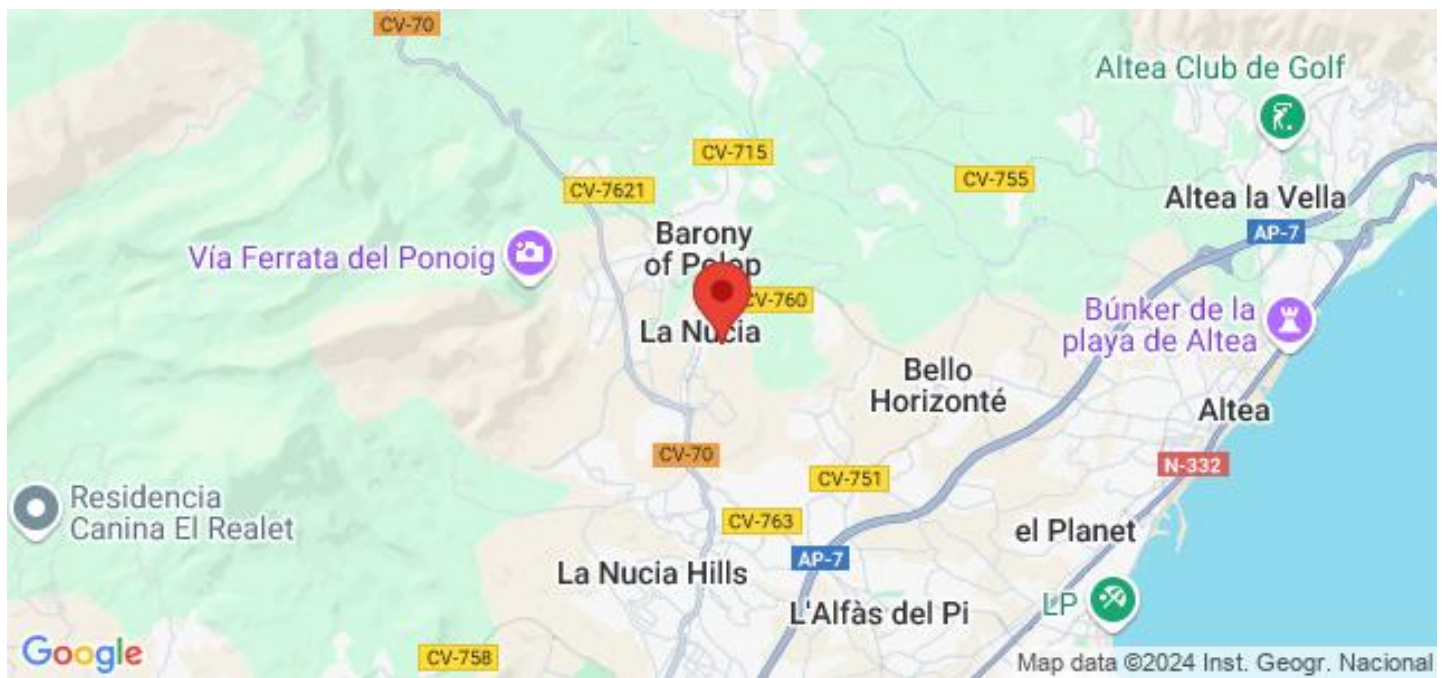 CV-70
Altea Club de Golf
CV-715
CV-755
CV-7621
Altea la Vella
AP-7
Barony
of Polop
Vía Ferrata del Ponoig
CV-760
Búnker de la
playa de Altea
La Nucia
Bello
Horizonté
Altea
CV-70
N-332
CV-751
Residencia
Canina El Realet
CV-763
el Planet
AP-7
La Nucia Hills
LP
L'Alfàs del Pi
Google
CV-758
Map data ©2024 Inst. Geogr. Nacional